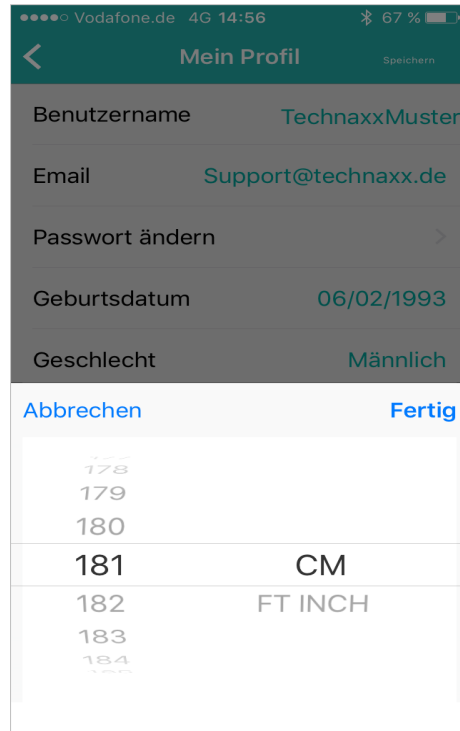 Vodafone.de 4G 14:56 67 %
Mein Profil Speichern
Benutzername TechnaxxMuster
Email Support@technaxx.de
Passwort ändern
Geburtsdatum 06/02/1993
Geschlecht Männlich
Abbrechen Fertig
178
179
180
181 CM
182 FT INCH
183
184